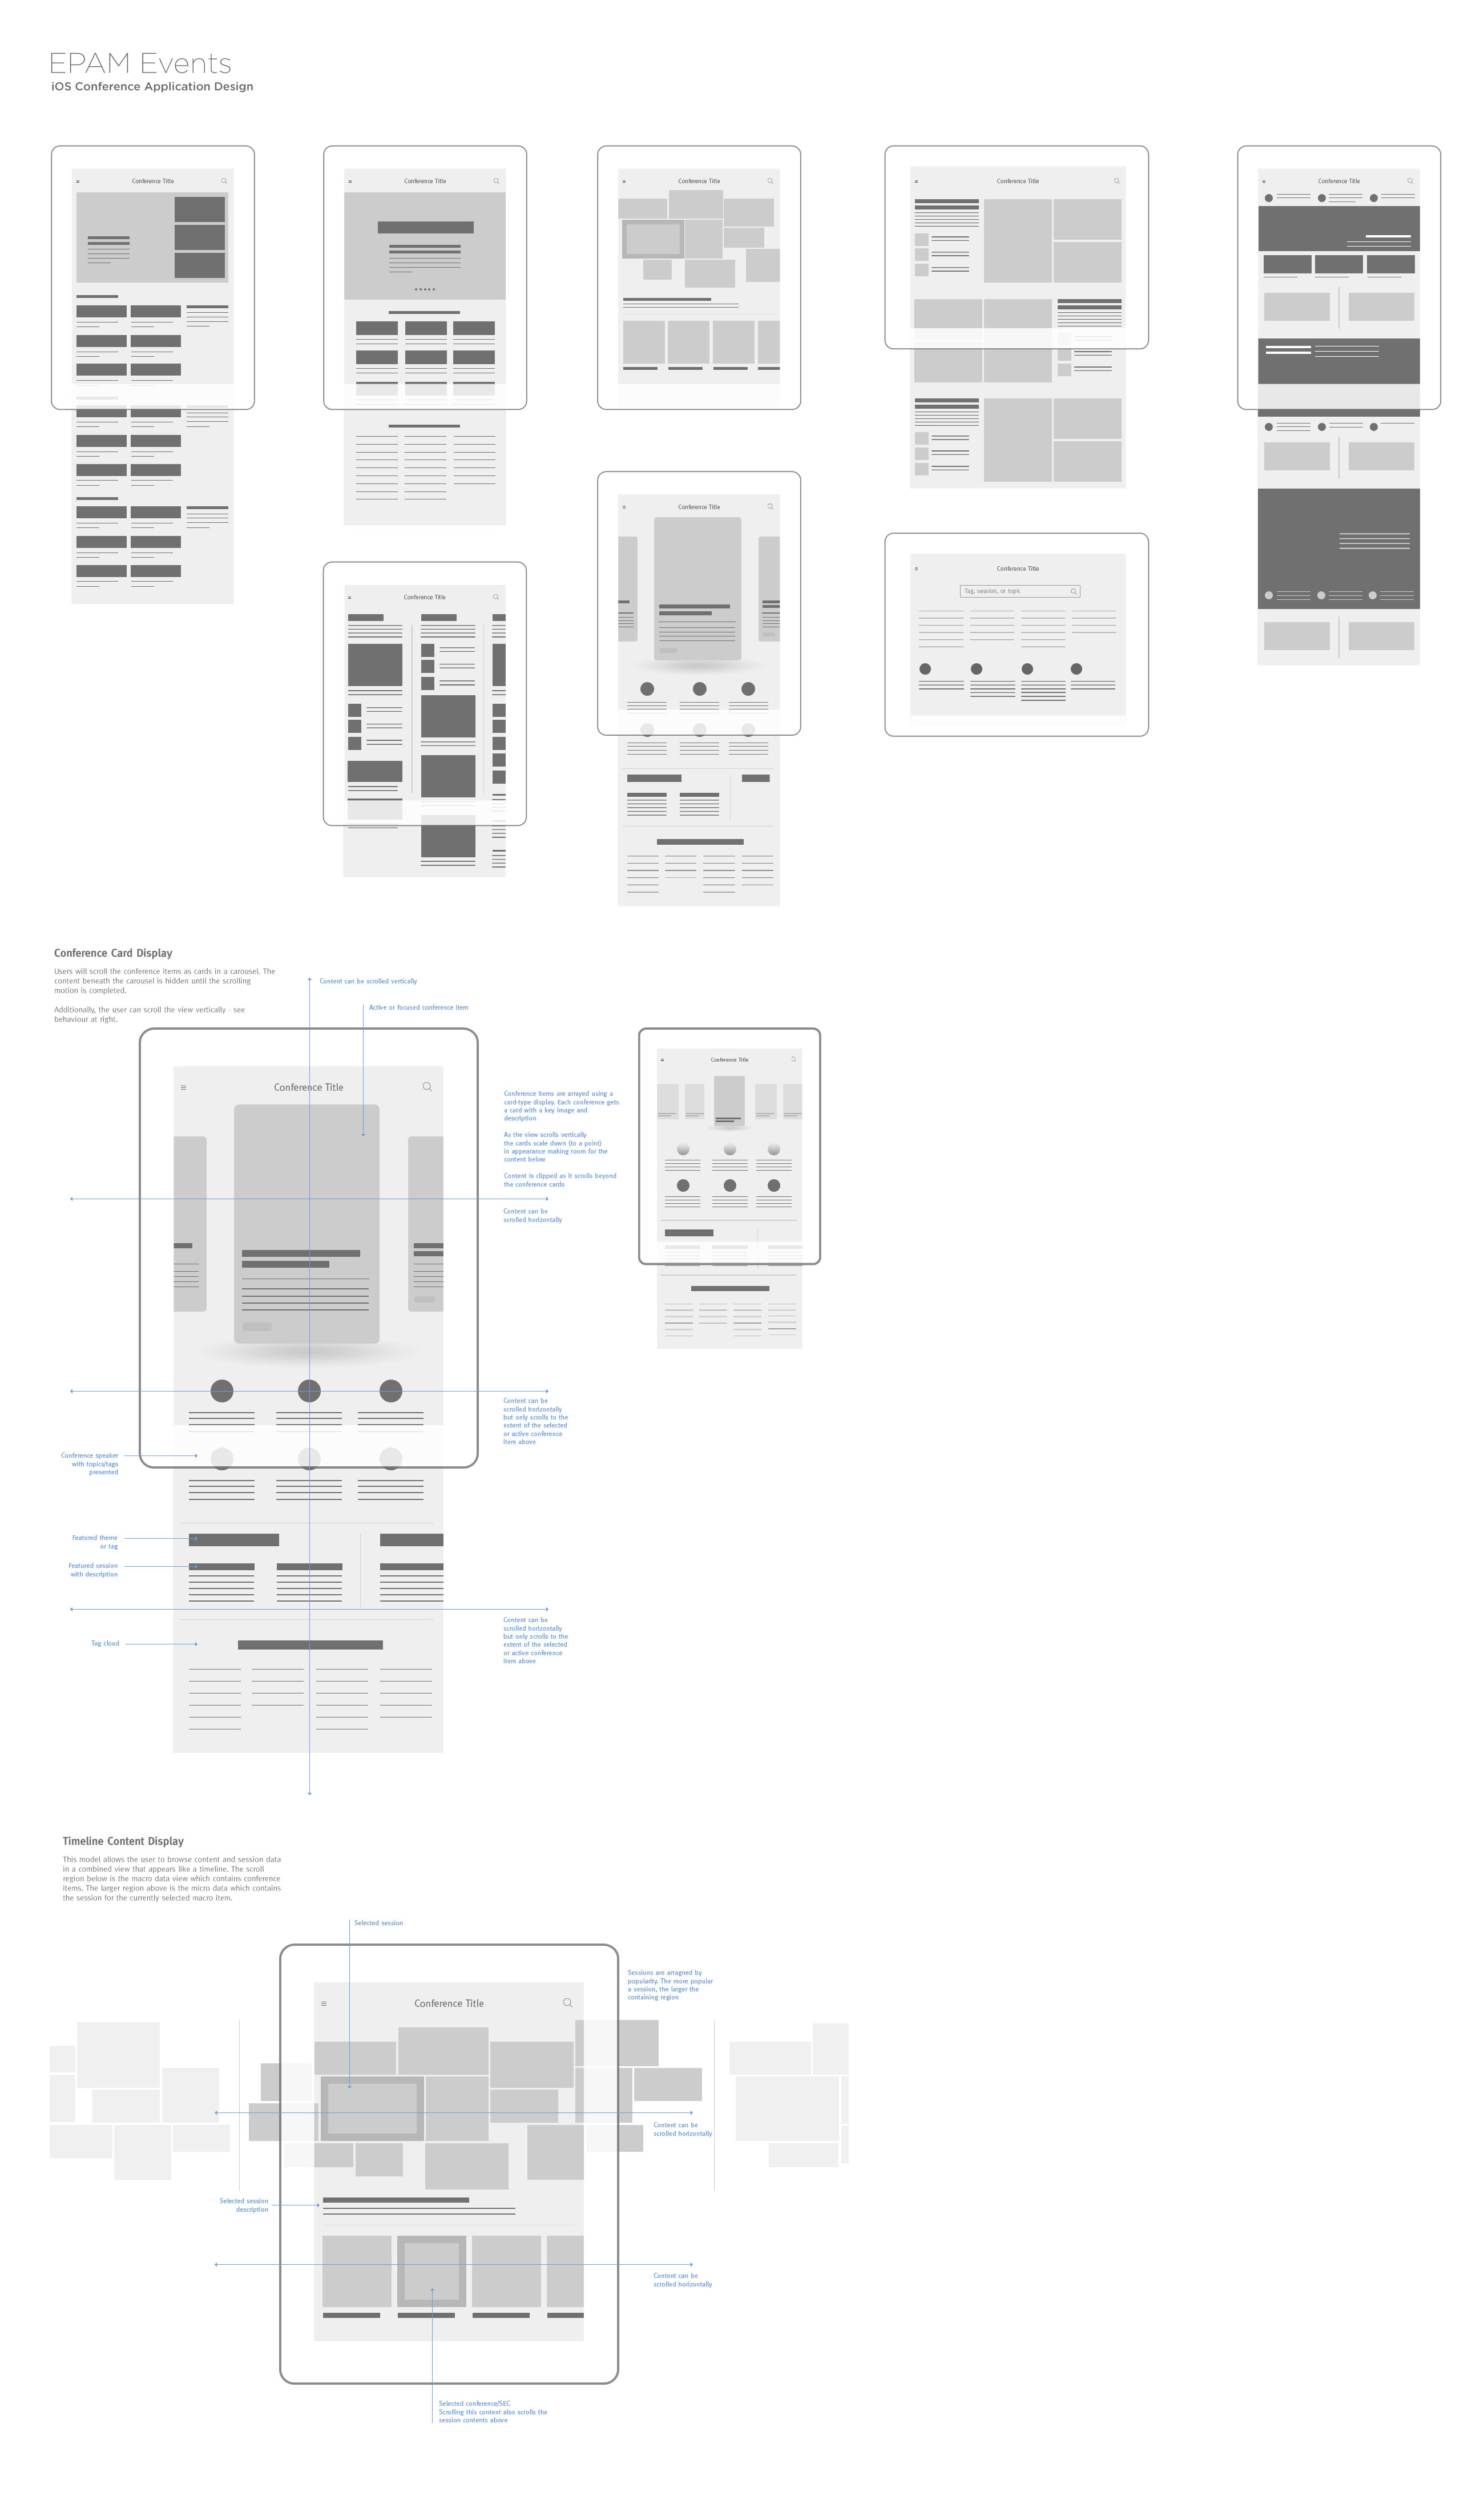 EPAM Events
iOS Conference Application Design
Conference Title
Conference Title
Conference Title
Conference Title
Conference Title
Conference Title
Conference Title
Conference Title
Tag, session, or topic
Conference Card Display
Users will scroll the conference items as cards in a carousel. The
content beneath the carousel is hidden until the scrolling
motion is completed.
Additionally, the user can scroll the view vertically - see
behaviour at right.
Content can be scrolled vertically
Active or focused conference item
Conference Title
Conference Title
Conference items are arrayed using a
card-type display. Each conference gets
a card with a key image and
description
As the view scrolls vertically
the cards scale down (to a point)
in appearance making room for the
content below
Content is clipped as it scrolls beyond
the conference cards
Content can be
scrolled horizontally
Content can be
scrolled horizontally
but only scrolls to the
extent of the selected
or active conference
item above
Conference speaker
with topics/tags
presented
Featured theme
or tag
Featured session
with description
Content can be
scrolled horizontally
but only scrolls to the
extent of the selected
or active conference
item above
Tag cloud
Timeline Content Display
This model allows the user to browse content and session data
in a combined view that appears like a timeline. The scroll
region below is the macro data view which contains conference
items. The larger region above is the micro data which contains
the session for the currently selected macro item.
Selected session
Sessions are arragned by
popularity. The more popular
a session, the larger the
containing region
Conference Title
Content can be
scrolled horizontally
Selected session
description
Content can be
scrolled horizontally
Selected conference/SEC
Scrolling this content also scrolls the
session contents above